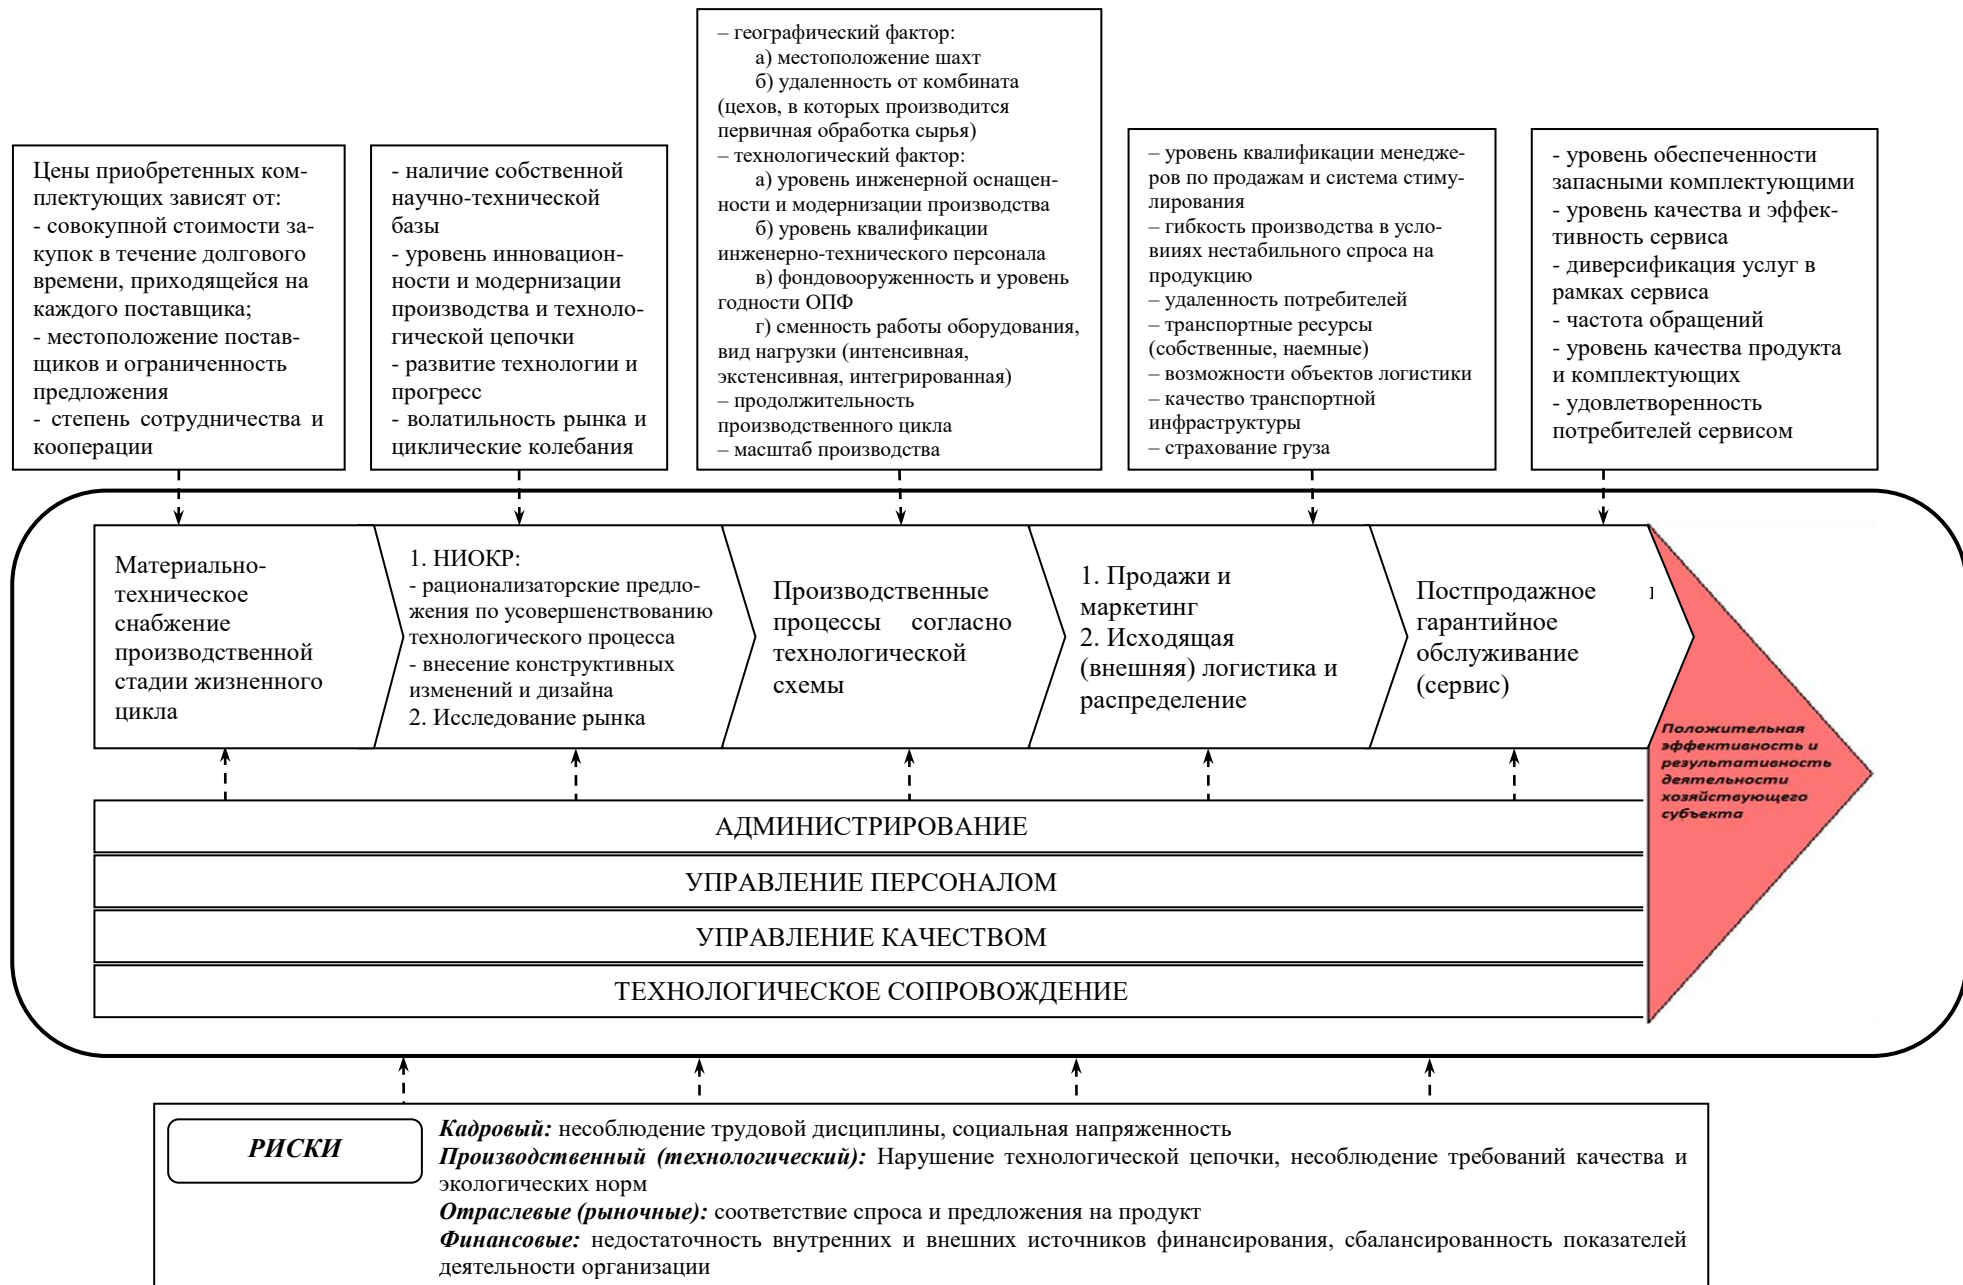 – географический фактор:
а) местоположение шахт
б) удаленность от комбината
(цехов, в которых производится
первичная обработка сырья)
– технологический фактор:
а) уровень инженерной оснащен-
ности и модернизации производства
б) уровень квалификации
инженерно-технического персонала
в) фондовооруженность и уровень
годности ОПФ
г) сменность работы оборудования,
вид нагрузки (интенсивная,
экстенсивная, интегрированная)
– продолжительность
производственного цикла
– масштаб производства
Цены приобретенных ком-
плектующих зависят от:
- совокупной стоимости за-
купок в течение долгового
времени, приходящейся на
каждого поставщика;
- местоположение постав-
щиков и ограниченность
предложения
- степень сотрудничества и
кооперации
- наличие собственной
научно-технической
базы
- уровень инновацион-
ности и модернизации
производства и техноло-
гической цепочки
- развитие технологии и
прогресс
- волатильность рынка и
циклические колебания
– уровень квалификации менедже-
ров по продажам и система стиму-
лирования
– гибкость производства в усло-
вииях нестабильного спроса на
продукцию
– удаленность потребителей
– транспортные ресурсы
(собственные, наемные)
– возможности объектов логистики
– качество транспортной
инфраструктуры
– страхование груза
- уровень обеспеченности
запасными комплектующими
- уровень качества и эффек-
тивность сервиса
- диверсификация услуг в
рамках сервиса
- частота обращений
- уровень качества продукта
и комплектующих
- удовлетворенность
потребителей сервисом
Материально-
техническое
снабжение
производственной
стадии жизненного
цикла
1. НИОКР:
- рационализаторские предло-
жения по усовершенствованию
технологического процесса
- внесение конструктивных
изменений и дизайна
2. Исследование рынка
Производственные
процессы согласно
технологической
схемы
1. Продажи и
маркетинг
2. Исходящая
(внешняя) логистика и
распределение
Постпродажное
гарантийное
обслуживание
(сервис)
Положительная
эффективность и
результативность
деятельности
хозяйствующего
субъекта
АДМИНИСТРИРОВАНИЕ
УПРАВЛЕНИЕ ПЕРСОНАЛОМ
УПРАВЛЕНИЕ КАЧЕСТВОМ
ТЕХНОЛОГИЧЕСКОЕ СОПРОВОЖДЕНИЕ
РИСКИ
Кадровый: несоблюдение трудовой дисциплины, социальная напряженность
Производственный (технологический): Нарушение технологической цепочки, несоблюдение требований качества и
экологических норм
Отраслевые (рыночные): соответствие спроса и предложения на продукт
Финансовые: недостаточность внутренних и внешних источников финансирования, сбалансированность показателей
деятельности организации